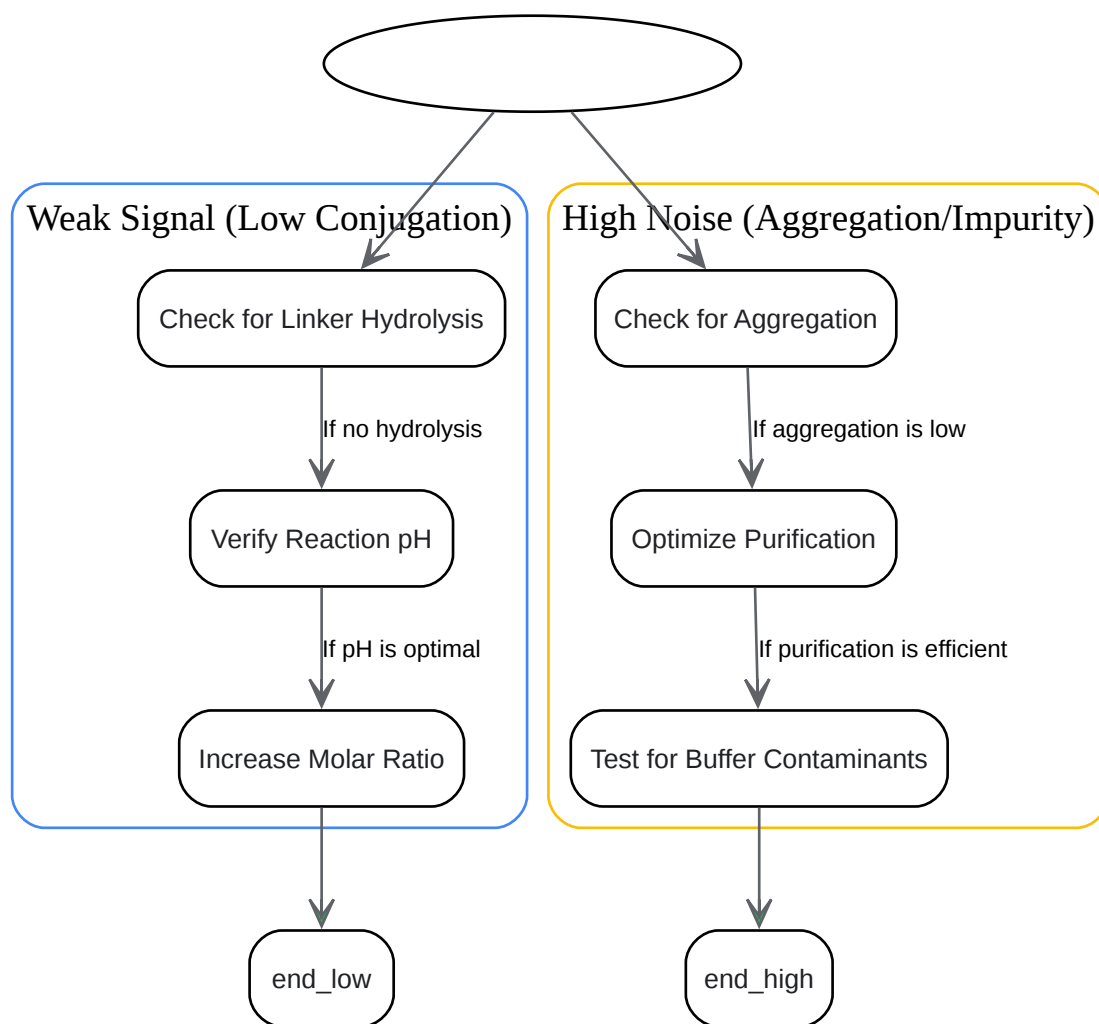 Weak Signal (Low Conjugation)
Check for Linker Hydrolysis
If no hydrolysis
Verify Reaction pH
If pH is optimal
Increase Molar Ratio
end_low
High Noise (Aggregation/Impurity)
Check for Aggregation
If aggregation is low
Optimize Purification
If purification is efficient
Test for Buffer Contaminants
end_high